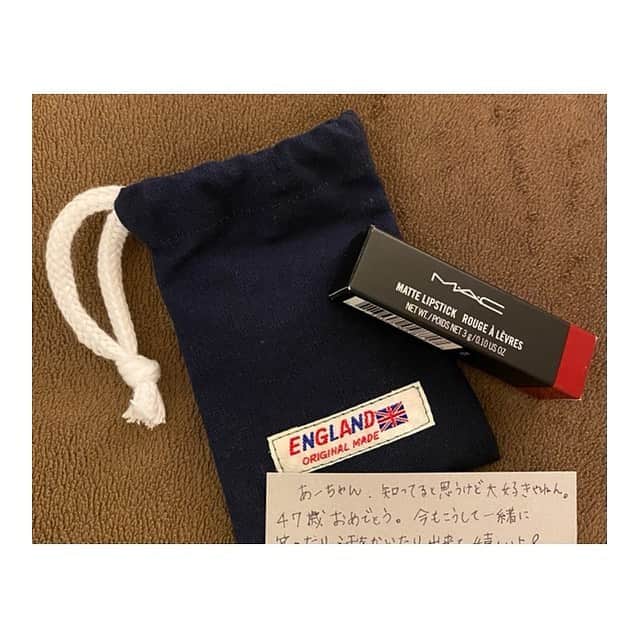 MAC
MATTE LIPSTICK ROUGE À LÈVRES
NET WT./POIDS NET 3 g/0.10 US OZ
ENGLAND
ORIGINAL MADE
あーちゃん、知ってると思うけど大好きやねん。
47歳おめでとう。今もこうして一緒に